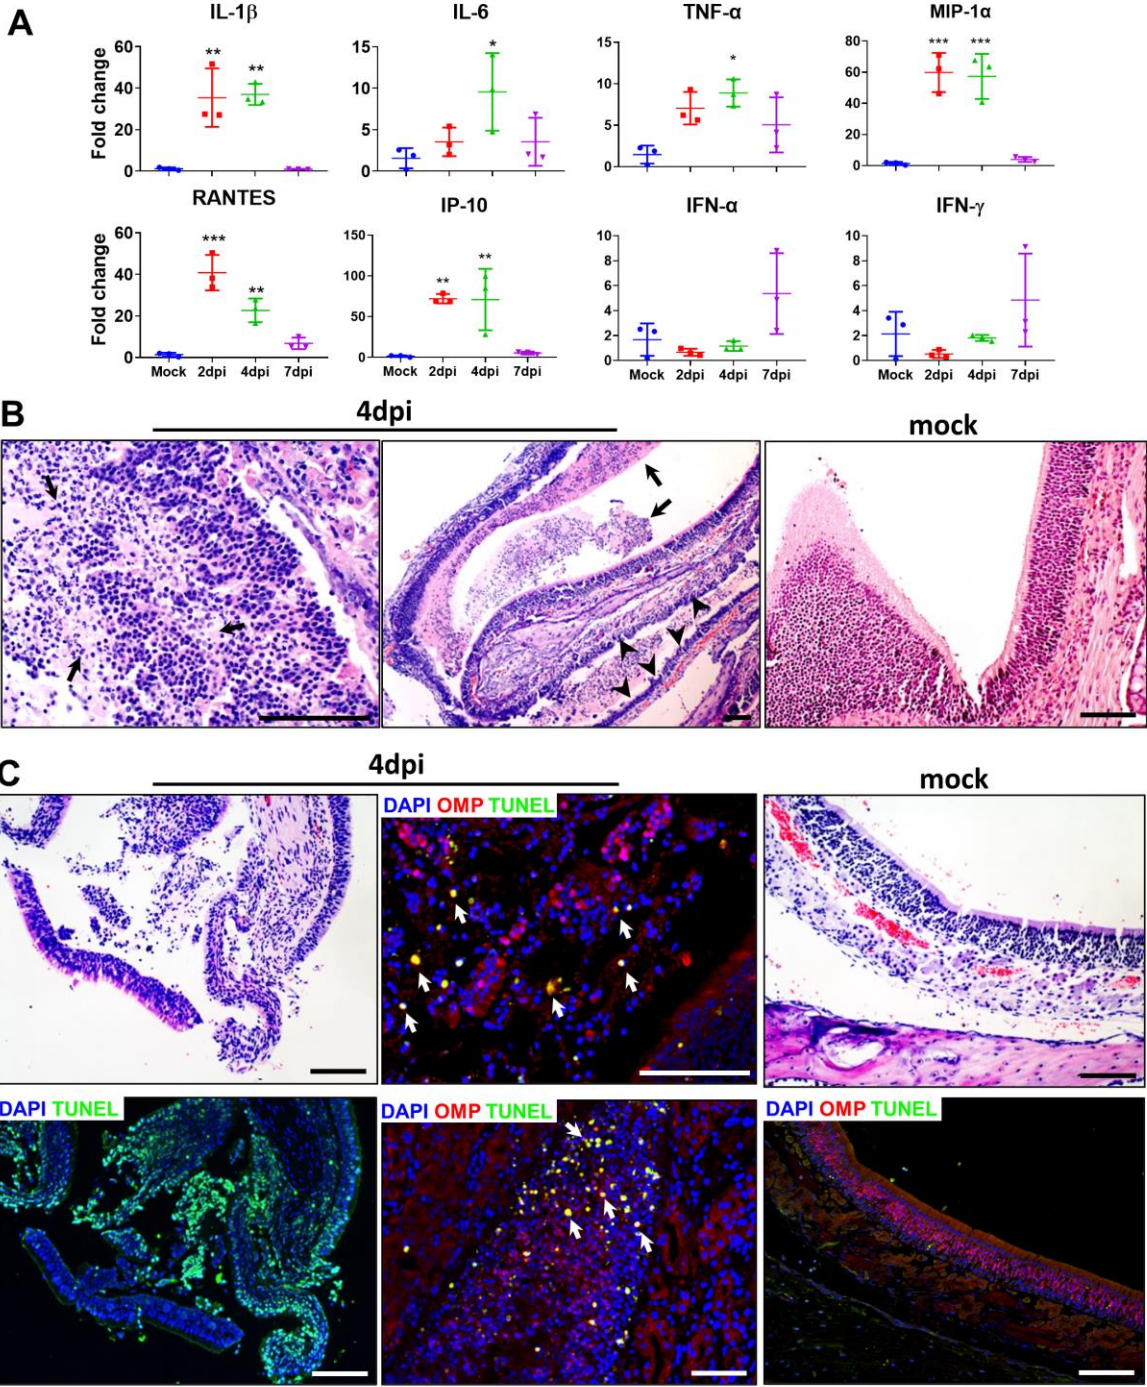 A
IL-1β IL-6 TNF-α MIP-1α
Fold change
60 40 20 0
** **
15 10 5 0
*
15 10 5 0
*
80 60 40 20 0
*** ***
RANTES IP-10 IFN-α IFN-γ
Fold change
60 40 20 0
*** **
150 100 50 0
** **
10 8 6 4 2 0
10 8 6 4 2 0
Mock 2dpi 4dpi 7dpi Mock 2dpi 4dpi 7dpi Mock 2dpi 4dpi 7dpi Mock 2dpi 4dpi 7dpi
B
4dpi mock
C
4dpi mock
DAPI OMP TUNEL
DAPI TUNEL DAPI OMP TUNEL DAPI OMP TUNEL